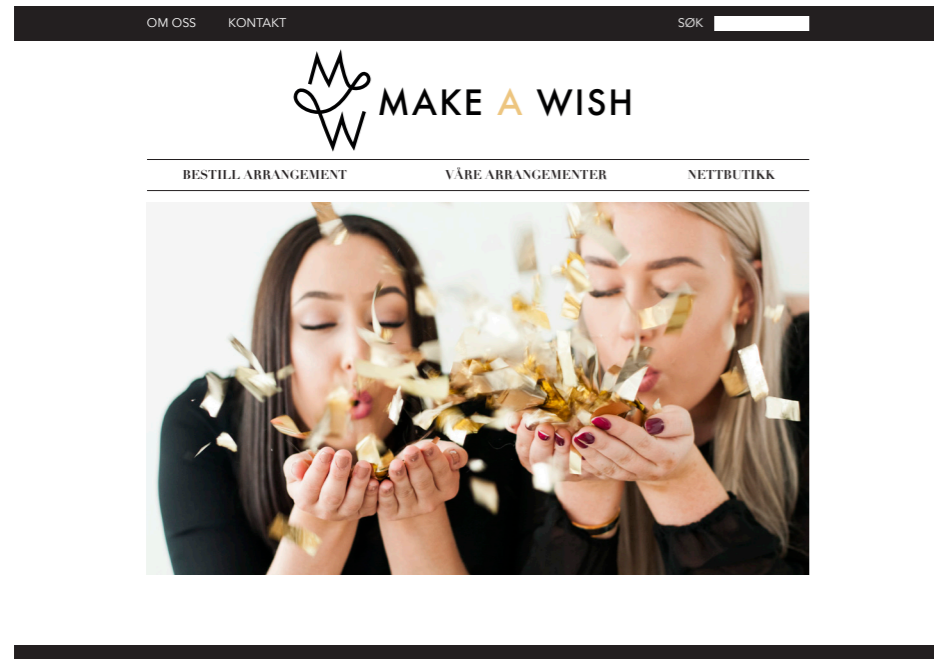 OM OSS KONTAKT SØK
MAKE A WISH
BESTILL ARRANGEMENT VÅRE ARRANGEMENTER NETTBUTIKK